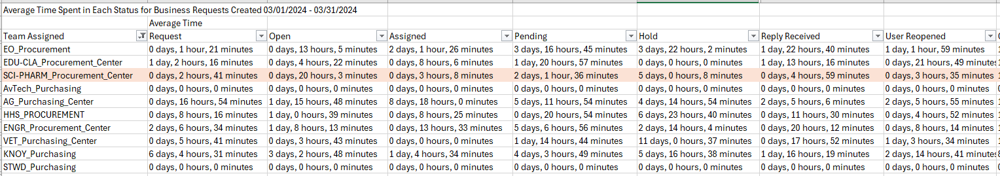 Average Time Spent in Each Status for Business Requests Created 03/01/2024 - 03/31/2024
Average Time
Team Assigned Request Open Assigned Pending Hold Reply Received User Reopened
EO_Procurement 0 days, 1 hour, 21 minutes 0 days, 13 hours, 5 minutes 2 days, 1 hour, 26 minutes 3 days, 16 hours, 45 minutes 3 days, 22 hours, 2 minutes 1 day, 22 hours, 40 minutes 1 day, 1 hour, 59 minutes
EDU-CLA_Procurement_Center 1 day, 2 hours, 16 minutes 0 days, 4 hours, 22 minutes 0 days, 8 hours, 6 minutes 1 day, 20 hours, 57 minutes 0 days, 0 hours, 0 minutes 1 day, 13 hours, 16 minutes 0 days, 21 hours, 49 minutes
SCI-PHARM_Procurement_Center 0 days, 2 hours, 41 minutes 0 days, 20 hours, 3 minutes 0 days, 3 hours, 8 minutes 2 days, 1 hour, 36 minutes 5 days, 0 hours, 8 minutes 0 days, 4 hours, 59 minutes 0 days, 3 hours, 35 minutes
AvTech_Purchasing 0 days, 0 hours, 0 minutes 0 days, 0 hours, 0 minutes 0 days, 0 hours, 0 minutes 0 days, 0 hours, 0 minutes 0 days, 0 hours, 0 minutes 0 days, 0 hours, 0 minutes 0 days, 0 hours, 0 minutes
AG_Purchasing_Center 0 days, 16 hours, 54 minutes 1 day, 15 hours, 48 minutes 8 days, 18 hours, 0 minutes 5 days, 11 hours, 54 minutes 4 days, 14 hours, 54 minutes 2 days, 5 hours, 6 minutes 2 days, 5 hours, 55 minutes
HHS_PROCUREMENT 0 days, 8 hours, 16 minutes 1 day, 0 hours, 39 minutes 0 days, 8 hours, 25 minutes 0 days, 20 hours, 54 minutes 6 days, 23 hours, 40 minutes 0 days, 11 hours, 30 minutes 0 days, 4 hours, 52 minutes
ENGR_Procurement_Center 2 days, 6 hours, 34 minutes 1 day, 8 hours, 13 minutes 0 days, 13 hours, 33 minutes 5 days, 6 hours, 56 minutes 2 days, 14 hours, 4 minutes 0 days, 20 hours, 12 minutes 0 days, 8 hours, 14 minutes
VET_Purchasing_Center 0 days, 5 hours, 41 minutes 0 days, 3 hours, 43 minutes 0 days, 0 hours, 0 minutes 1 day, 14 hours, 44 minutes 11 days, 0 hours, 37 minutes 0 days, 17 hours, 52 minutes 1 day, 3 hours, 34 minutes
KNOY_Purchasing 6 days, 4 hours, 31 minutes 3 days, 2 hours, 48 minutes 1 day, 4 hours, 34 minutes 4 days, 3 hours, 49 minutes 5 days, 16 hours, 38 minutes 1 day, 16 hours, 19 minutes 2 days, 14 hours, 41 minutes
STWD_Purchasing 0 days, 0 hours, 0 minutes 0 days, 0 hours, 0 minutes 0 days, 0 hours, 0 minutes 0 days, 0 hours, 0 minutes 0 days, 0 hours, 0 minutes 0 days, 0 hours, 0 minutes 0 days, 0 hours, 0 minutes